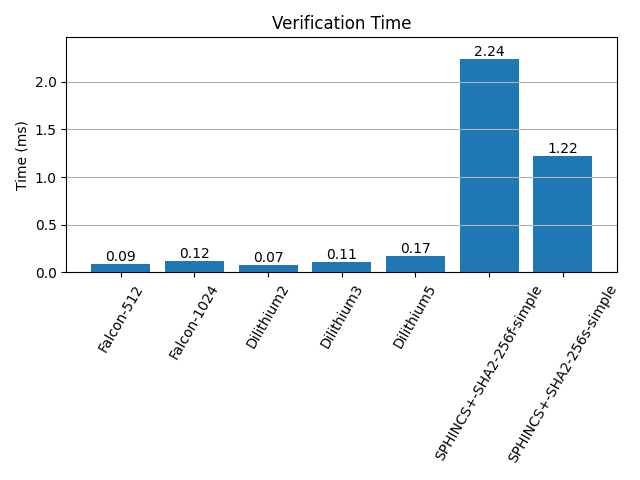 Verification Time
Time (ms)
2.0
1.5
1.0
0.5
0.0
0.09
0.12
0.07
0.11
0.17
2.24
1.22
Falcon-512
Falcon-1024
Dilithium2
Dilithium3
Dilithium5
SPHINCS+-SHA2-256f-simple
SPHINCS+-SHA2-256s-simple